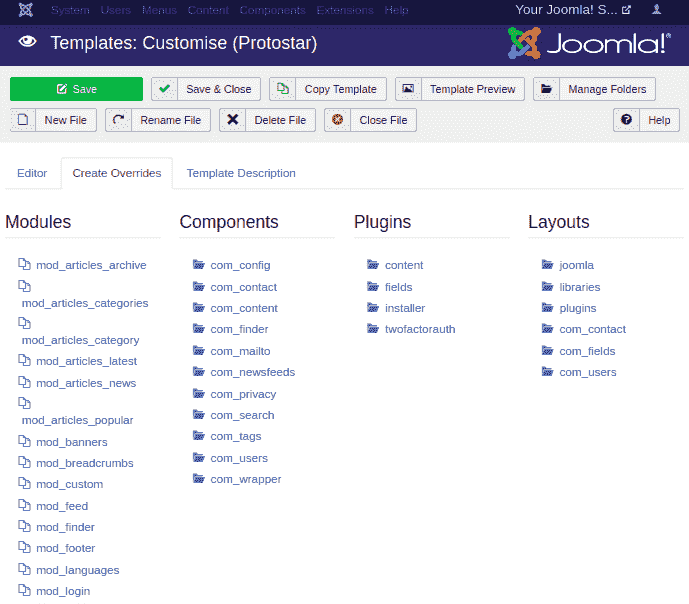 System Users Menus Content Components Extensions Help Your Joomla! S...
Templates: Customise (Protostar) Joomla!®
Save Save & Close Copy Template Template Preview Manage Folders
New File Rename File Delete File Close File Help
Editor Create Overrides Template Description
Modules
mod_articles_archive
mod_articles_categories
mod_articles_category
mod_articles_latest
mod_articles_news
mod_articles_popular
mod_banners
mod_breadcrumbs
mod_custom
mod_feed
mod_finder
mod_footer
mod_languages
mod_login
Components
com_config
com_contact
com_content
com_finder
com_mailto
com_newsfeeds
com_privacy
com_search
com_tags
com_users
com_wrapper
Plugins
content
fields
installer
twofactorauth
Layouts
joomla
libraries
plugins
com_contact
com_fields
com_users